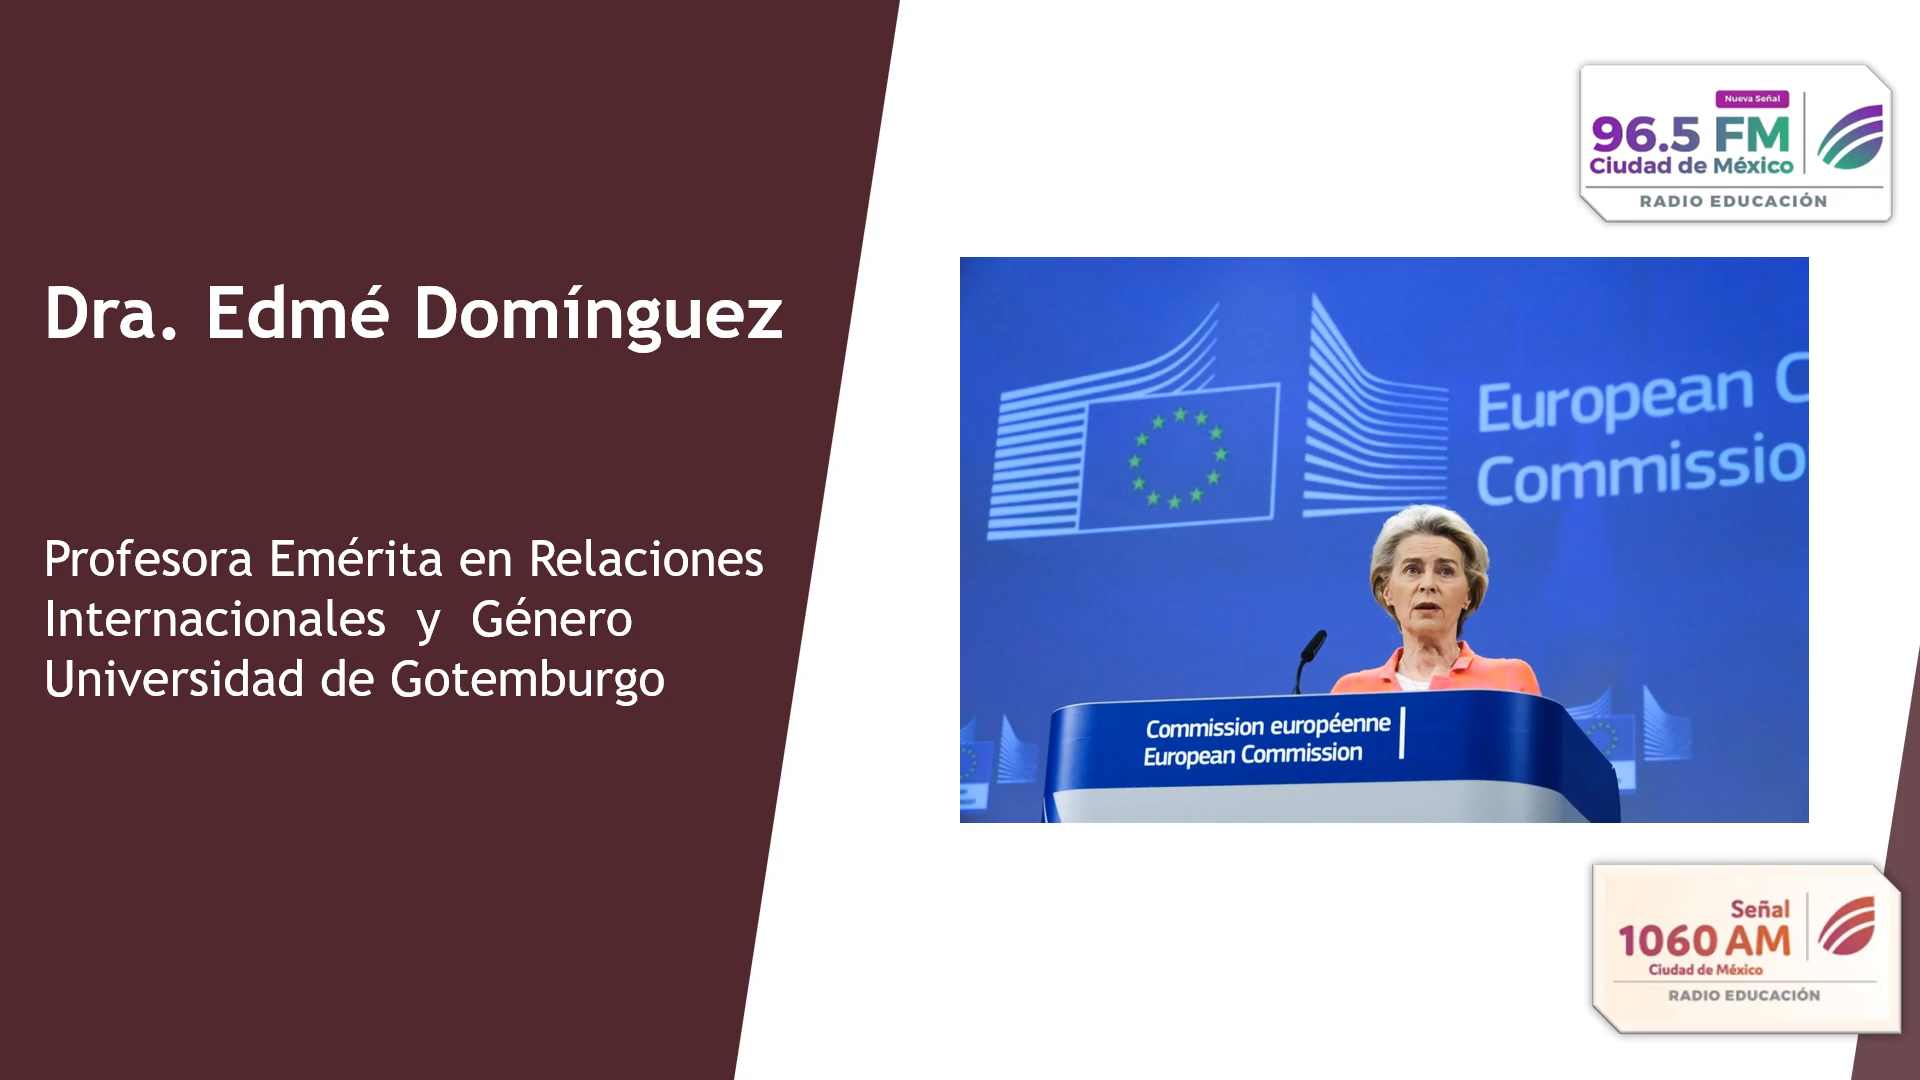 Dra. Edmé Domínguez
Profesora Emérita en Relaciones
Internacionales y Género
Universidad de Gotemburgo
Nueva Señal
96.5 FM
Ciudad de México
RADIO EDUCACIÓN
European C
Commissio
Commission européenne
European Commission
Señal
1060 AM
Ciudad de México
RADIO EDUCACIÓN